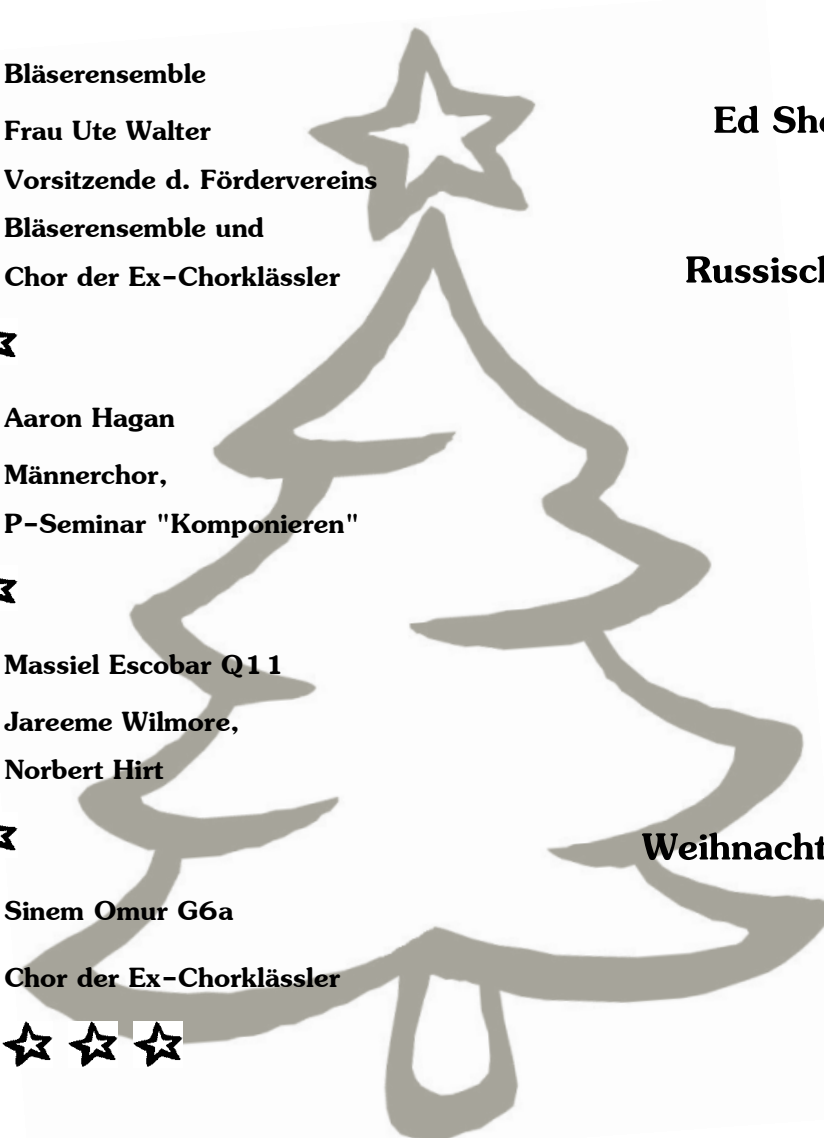 Bläserensemble
Frau Ute Walter
Vorsitzende d. Fördervereins
Bläserensemble und
Chor der Ex-Chorklässler
Aaron Hagan
Männerchor,
P-Seminar "Komponieren"
Massiel Escobar Q11
Jareeme Wilmore,
Norbert Hirt
Sinem Omur G6a
Chor der Ex-Chorklässler
Ed